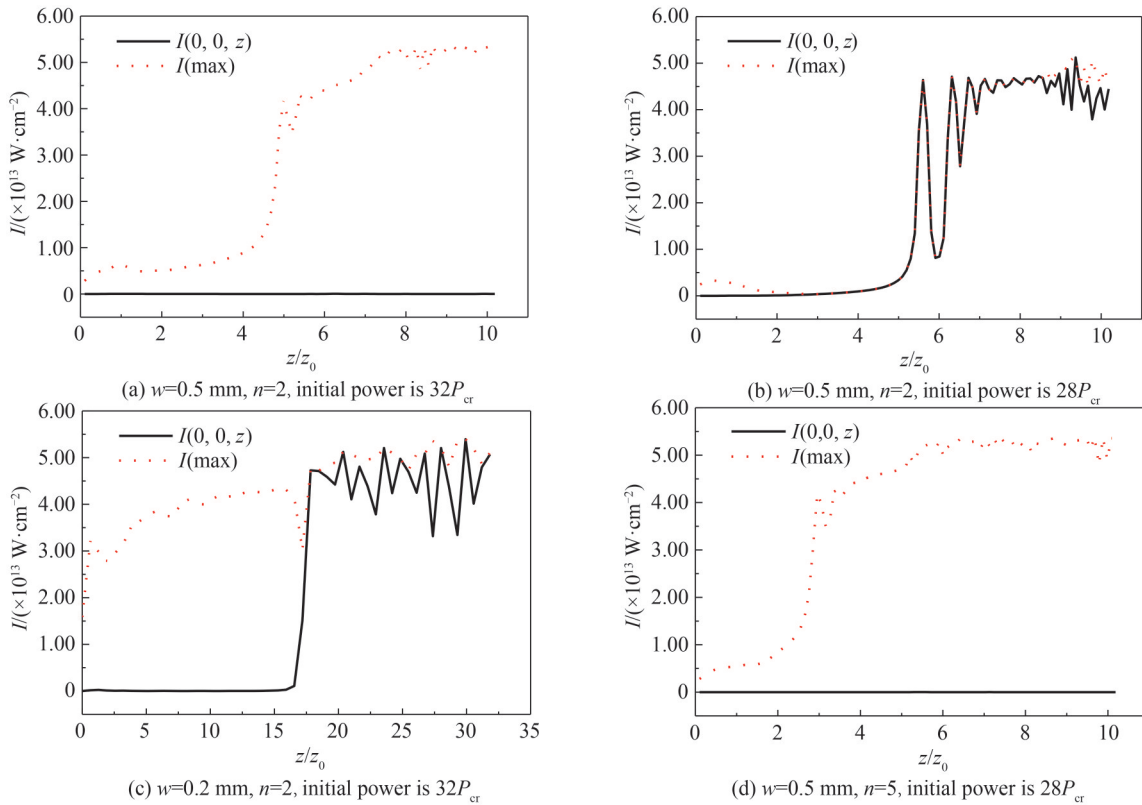 6.00
5.00
4.00
3.00
2.00
1.00
0
I/(×10¹³ W·cm⁻²)
I(0, 0, z)
I(max)
0 2 4 6 8 10
z/z₀
(a) w=0.5 mm, n=2, initial power is 32P_cr
6.00
5.00
4.00
3.00
2.00
1.00
0
I/(×10¹³ W·cm⁻²)
I(0, 0, z)
I(max)
0 2 4 6 8 10
z/z₀
(b) w=0.5 mm, n=2, initial power is 28P_cr
6.00
5.00
4.00
3.00
2.00
1.00
0
I/(×10¹³ W·cm⁻²)
I(0, 0, z)
I(max)
0 5 10 15 20 25 30 35
z/z₀
(c) w=0.2 mm, n=2, initial power is 32P_cr
6.00
5.00
4.00
3.00
2.00
1.00
0
I/(×10¹³ W·cm⁻²)
I(0,0, z)
I(max)
0 2 4 6 8 10
z/z₀
(d) w=0.5 mm, n=5, initial power is 28P_cr